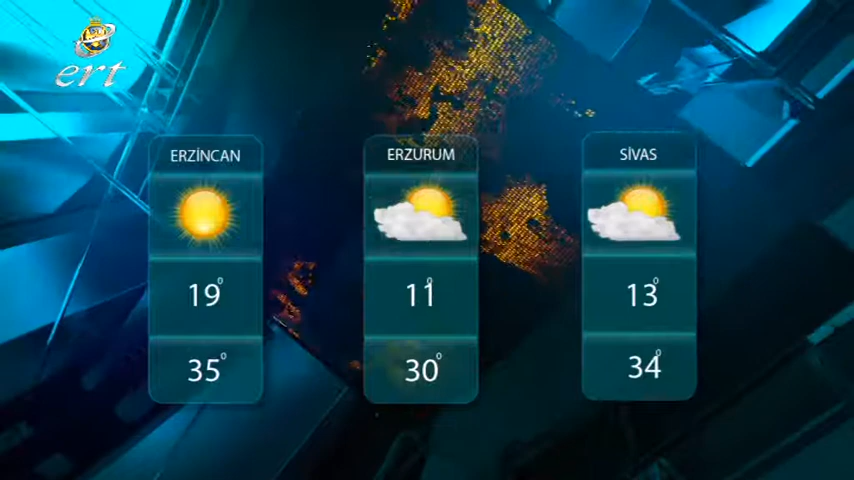 ert
ERZİNCAN
19°
35°
ERZURUM
11°
30°
SİVAS
13°
34°